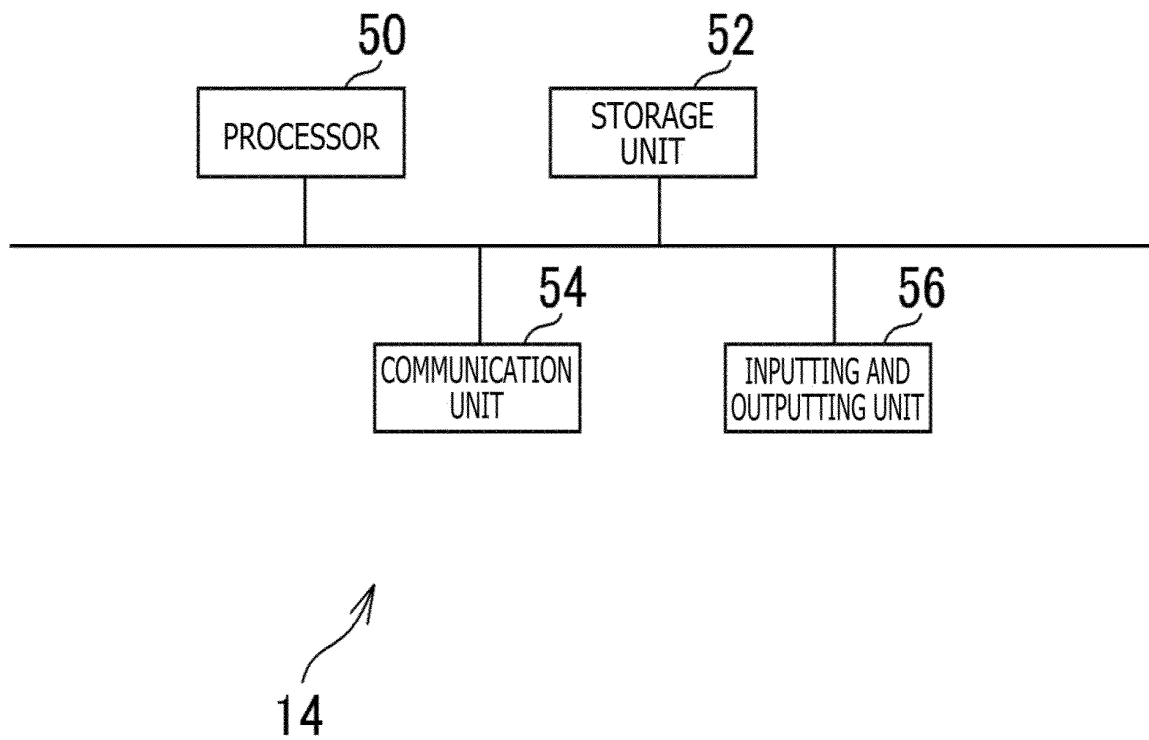 50
52
PROCESSOR
STORAGE
UNIT
54
56
COMMUNICATION
UNIT
INPUTTING AND
OUTPUTTING UNIT
14